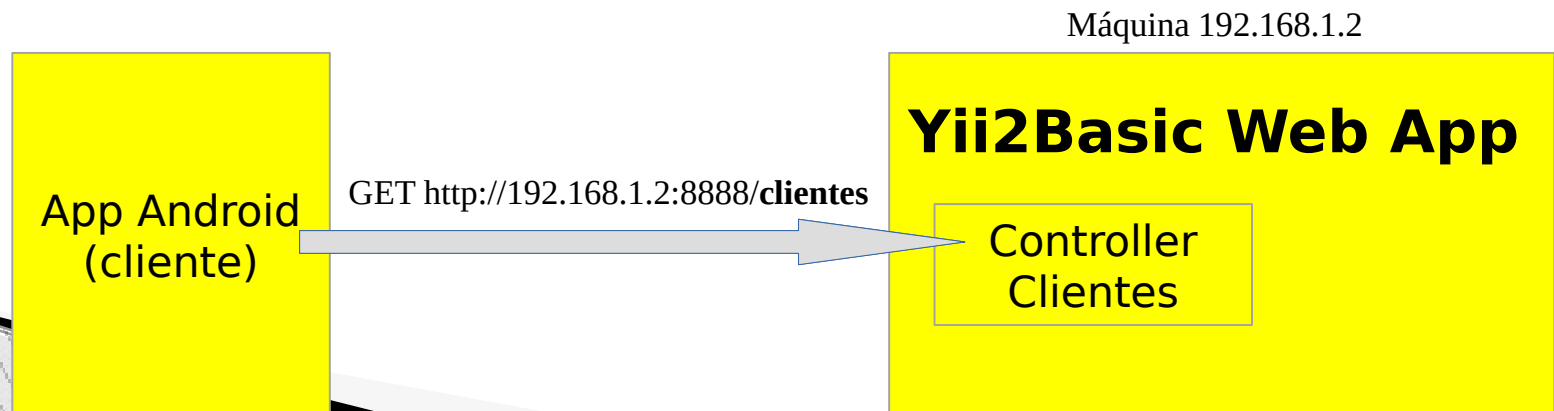 Máquina 192.168.1.2
Yii2Basic Web App
App Android
(cliente)
GET http://192.168.1.2:8888/clientes
Controller
Clientes